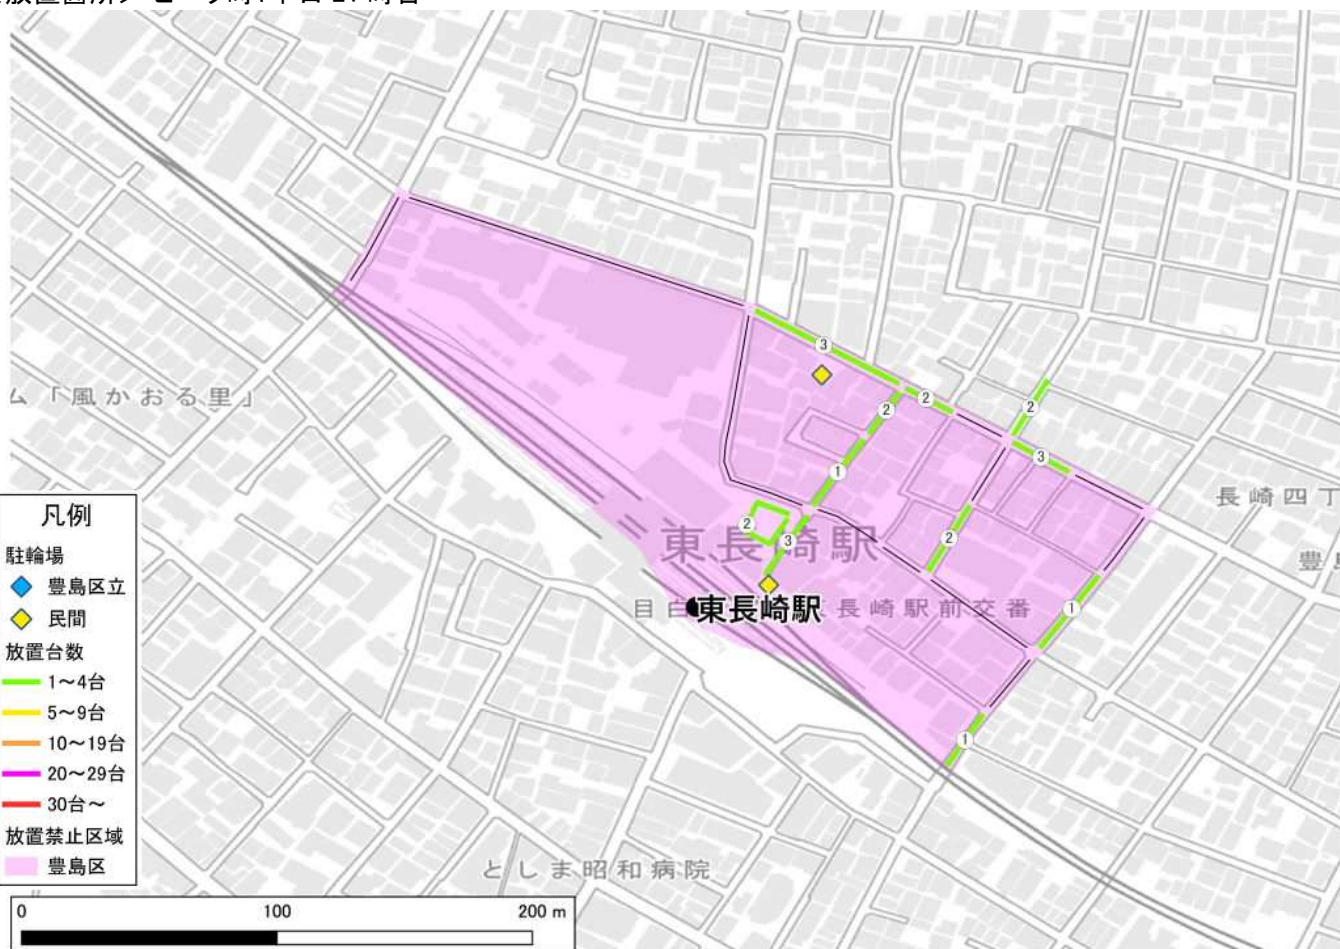 3
2
2
2
1
3
長崎四丁
ム「風かおる里」
2
3
2
東長崎駅
目白
東長崎駅
長崎駅前交番
豊島
1
1
としま昭和病院
凡例
駐輪場
豊島区立
民間
放置台数
1～4台
5～9台
10～19台
20～29台
30台～
放置禁止区域
豊島区
0 100 200 m